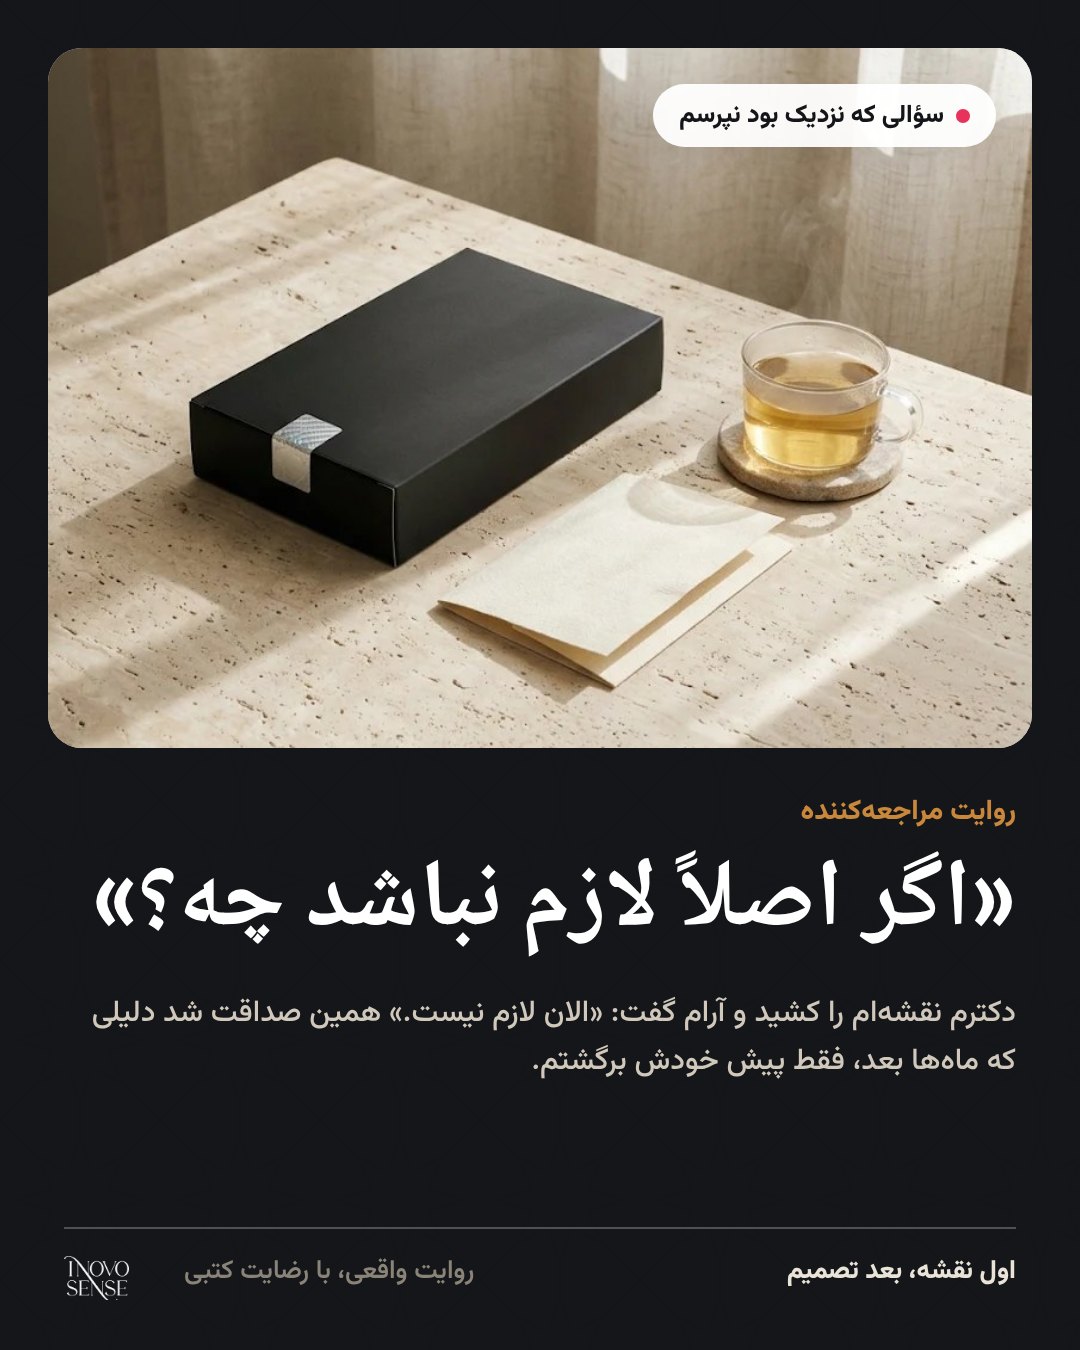 سؤالی که نزدیک بود نپرسم
روایت مراجعه‌کننده
«اگر اصلاً لازم نباشد چه؟»
دکترم نقشه‌ام را کشید و آرام گفت: «الان لازم نیست.» همین صداقت شد دلیلی
که ماه‌ها بعد، فقط پیش خودش برگشتم.
اول نقشه، بعد تصمیم
روایت واقعی، با رضایت کتبی
INOVO
SENSE